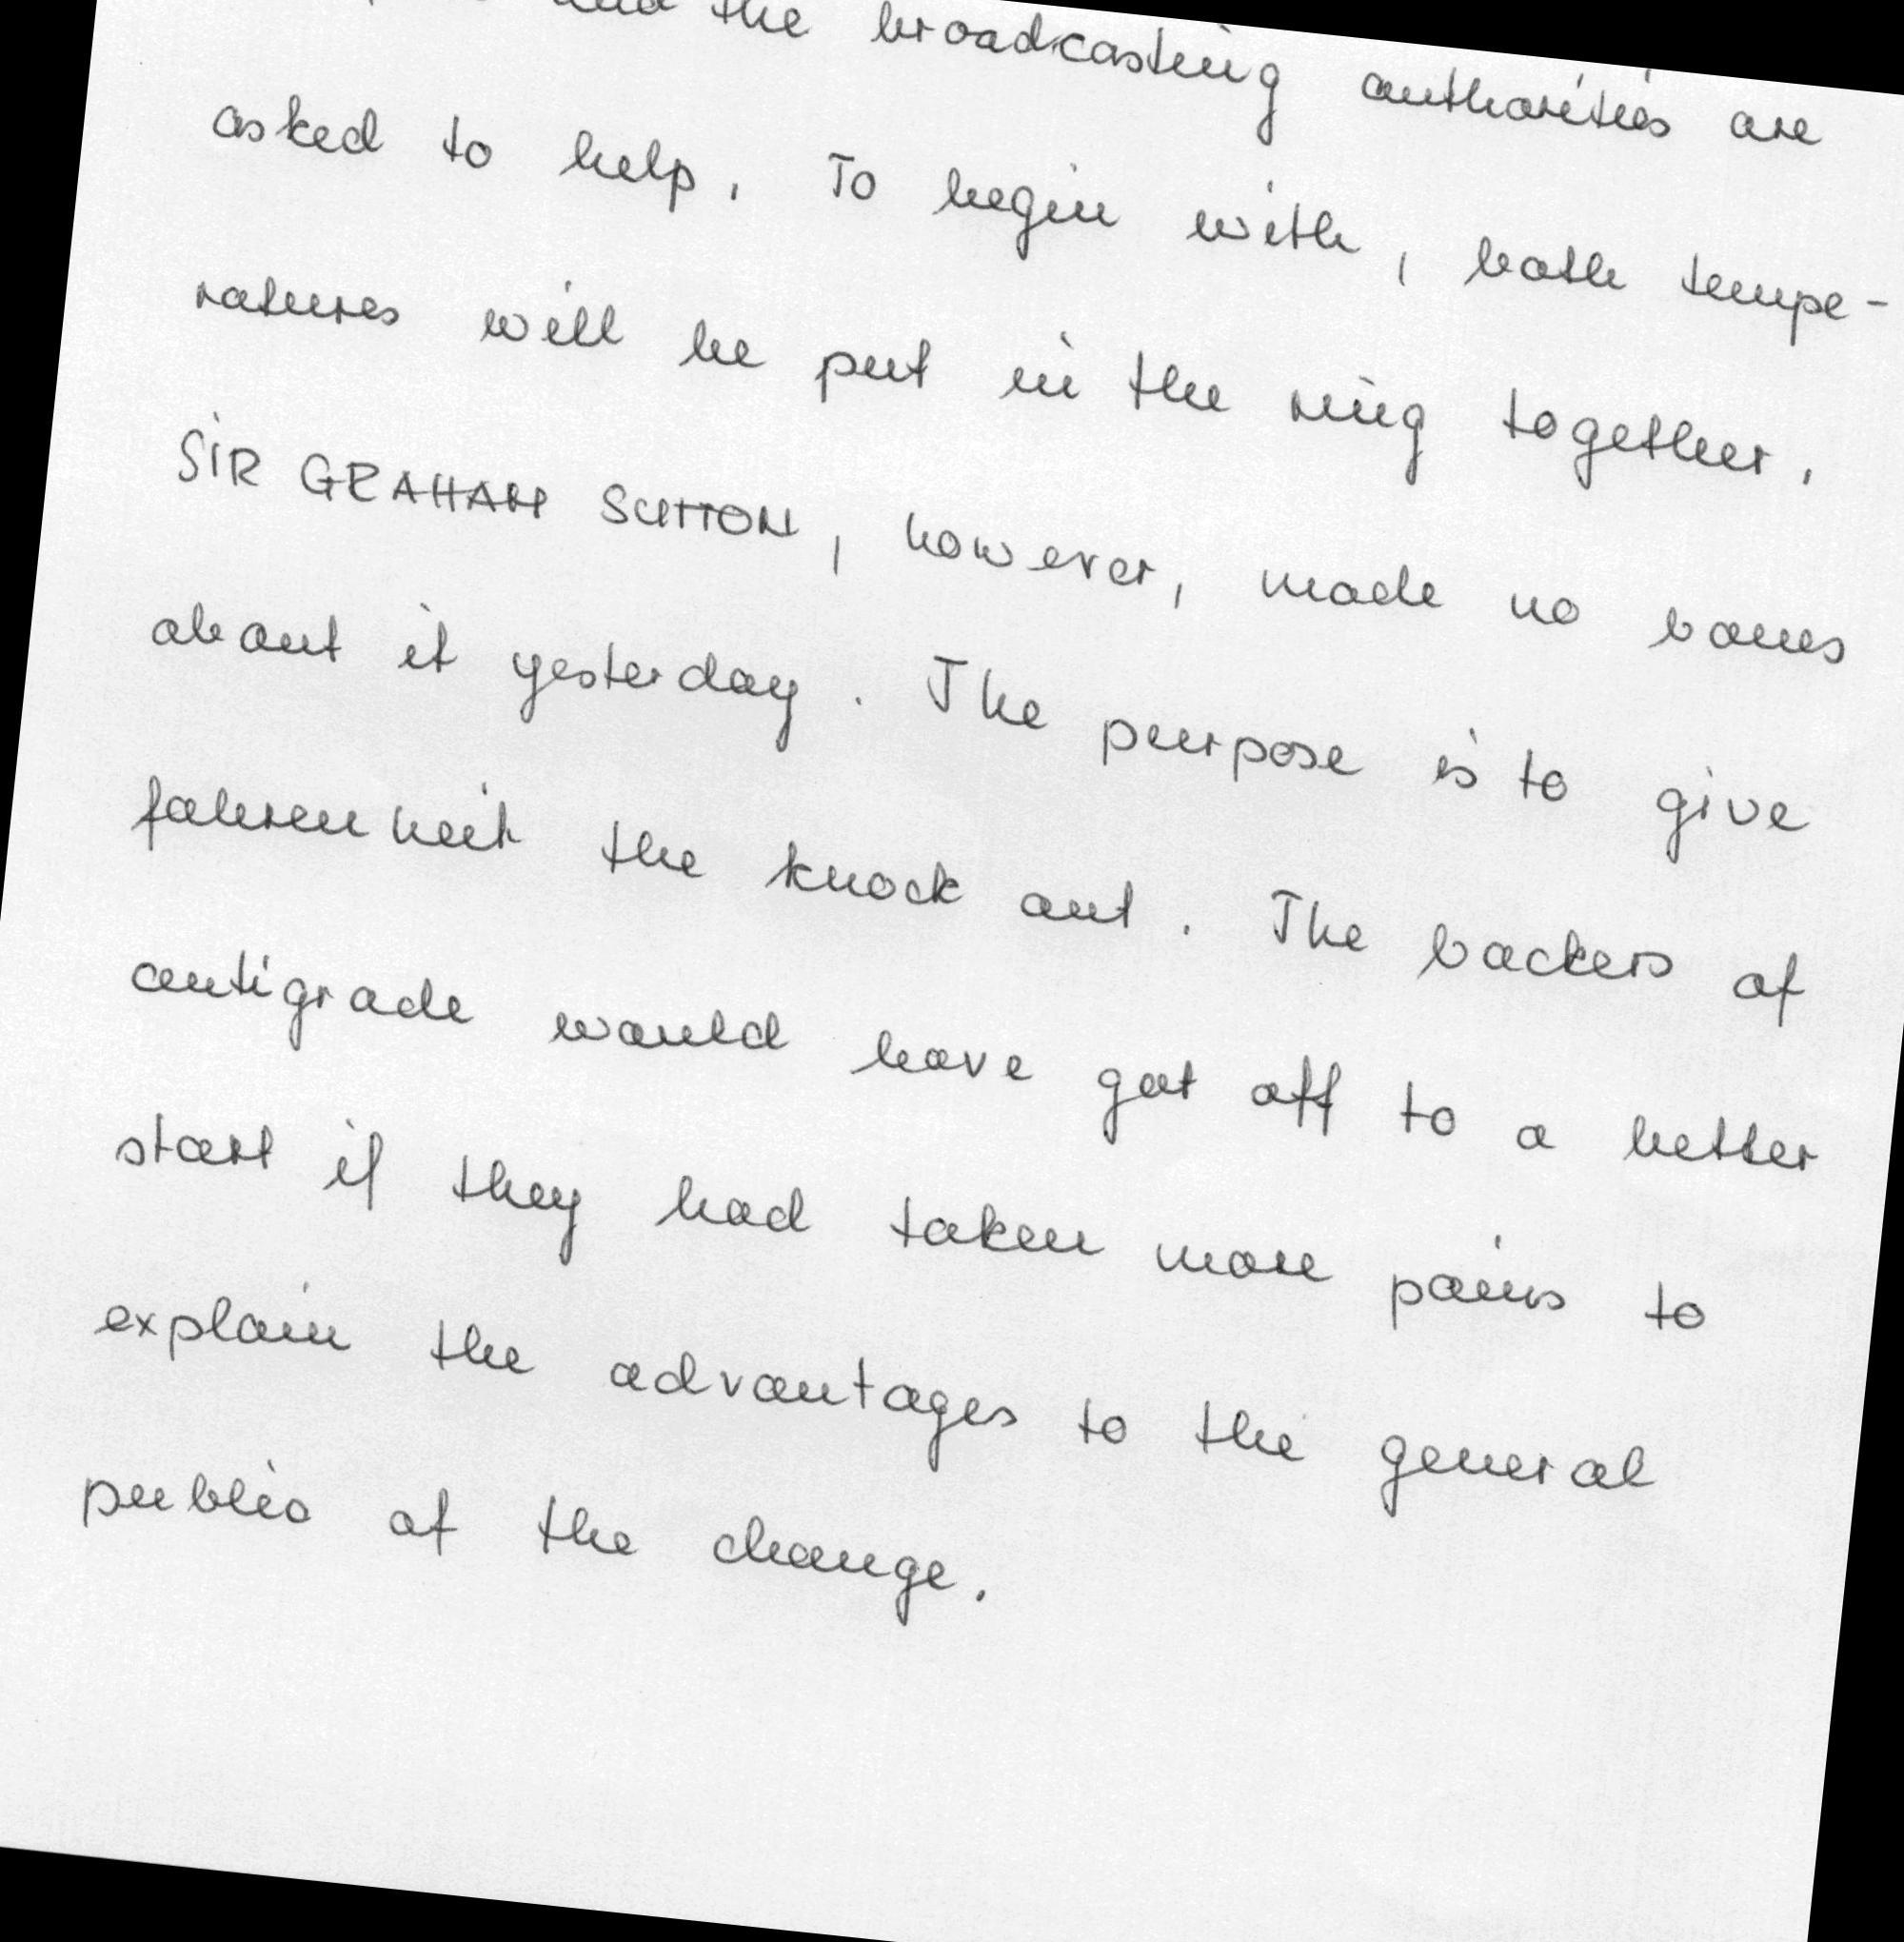 and the broadcasting authorities are
asked to help. To begin with, both tempe-
ratures will be put in the ring together.
SIR GRAHAM SUTTON, however, made no bones
about it yesterday. The purpose is to give
fahrenheit the knock out. The backers of
centigrade would have got off to a better
start if they had taken more pains to
explain the advantages to the general
public of the change.